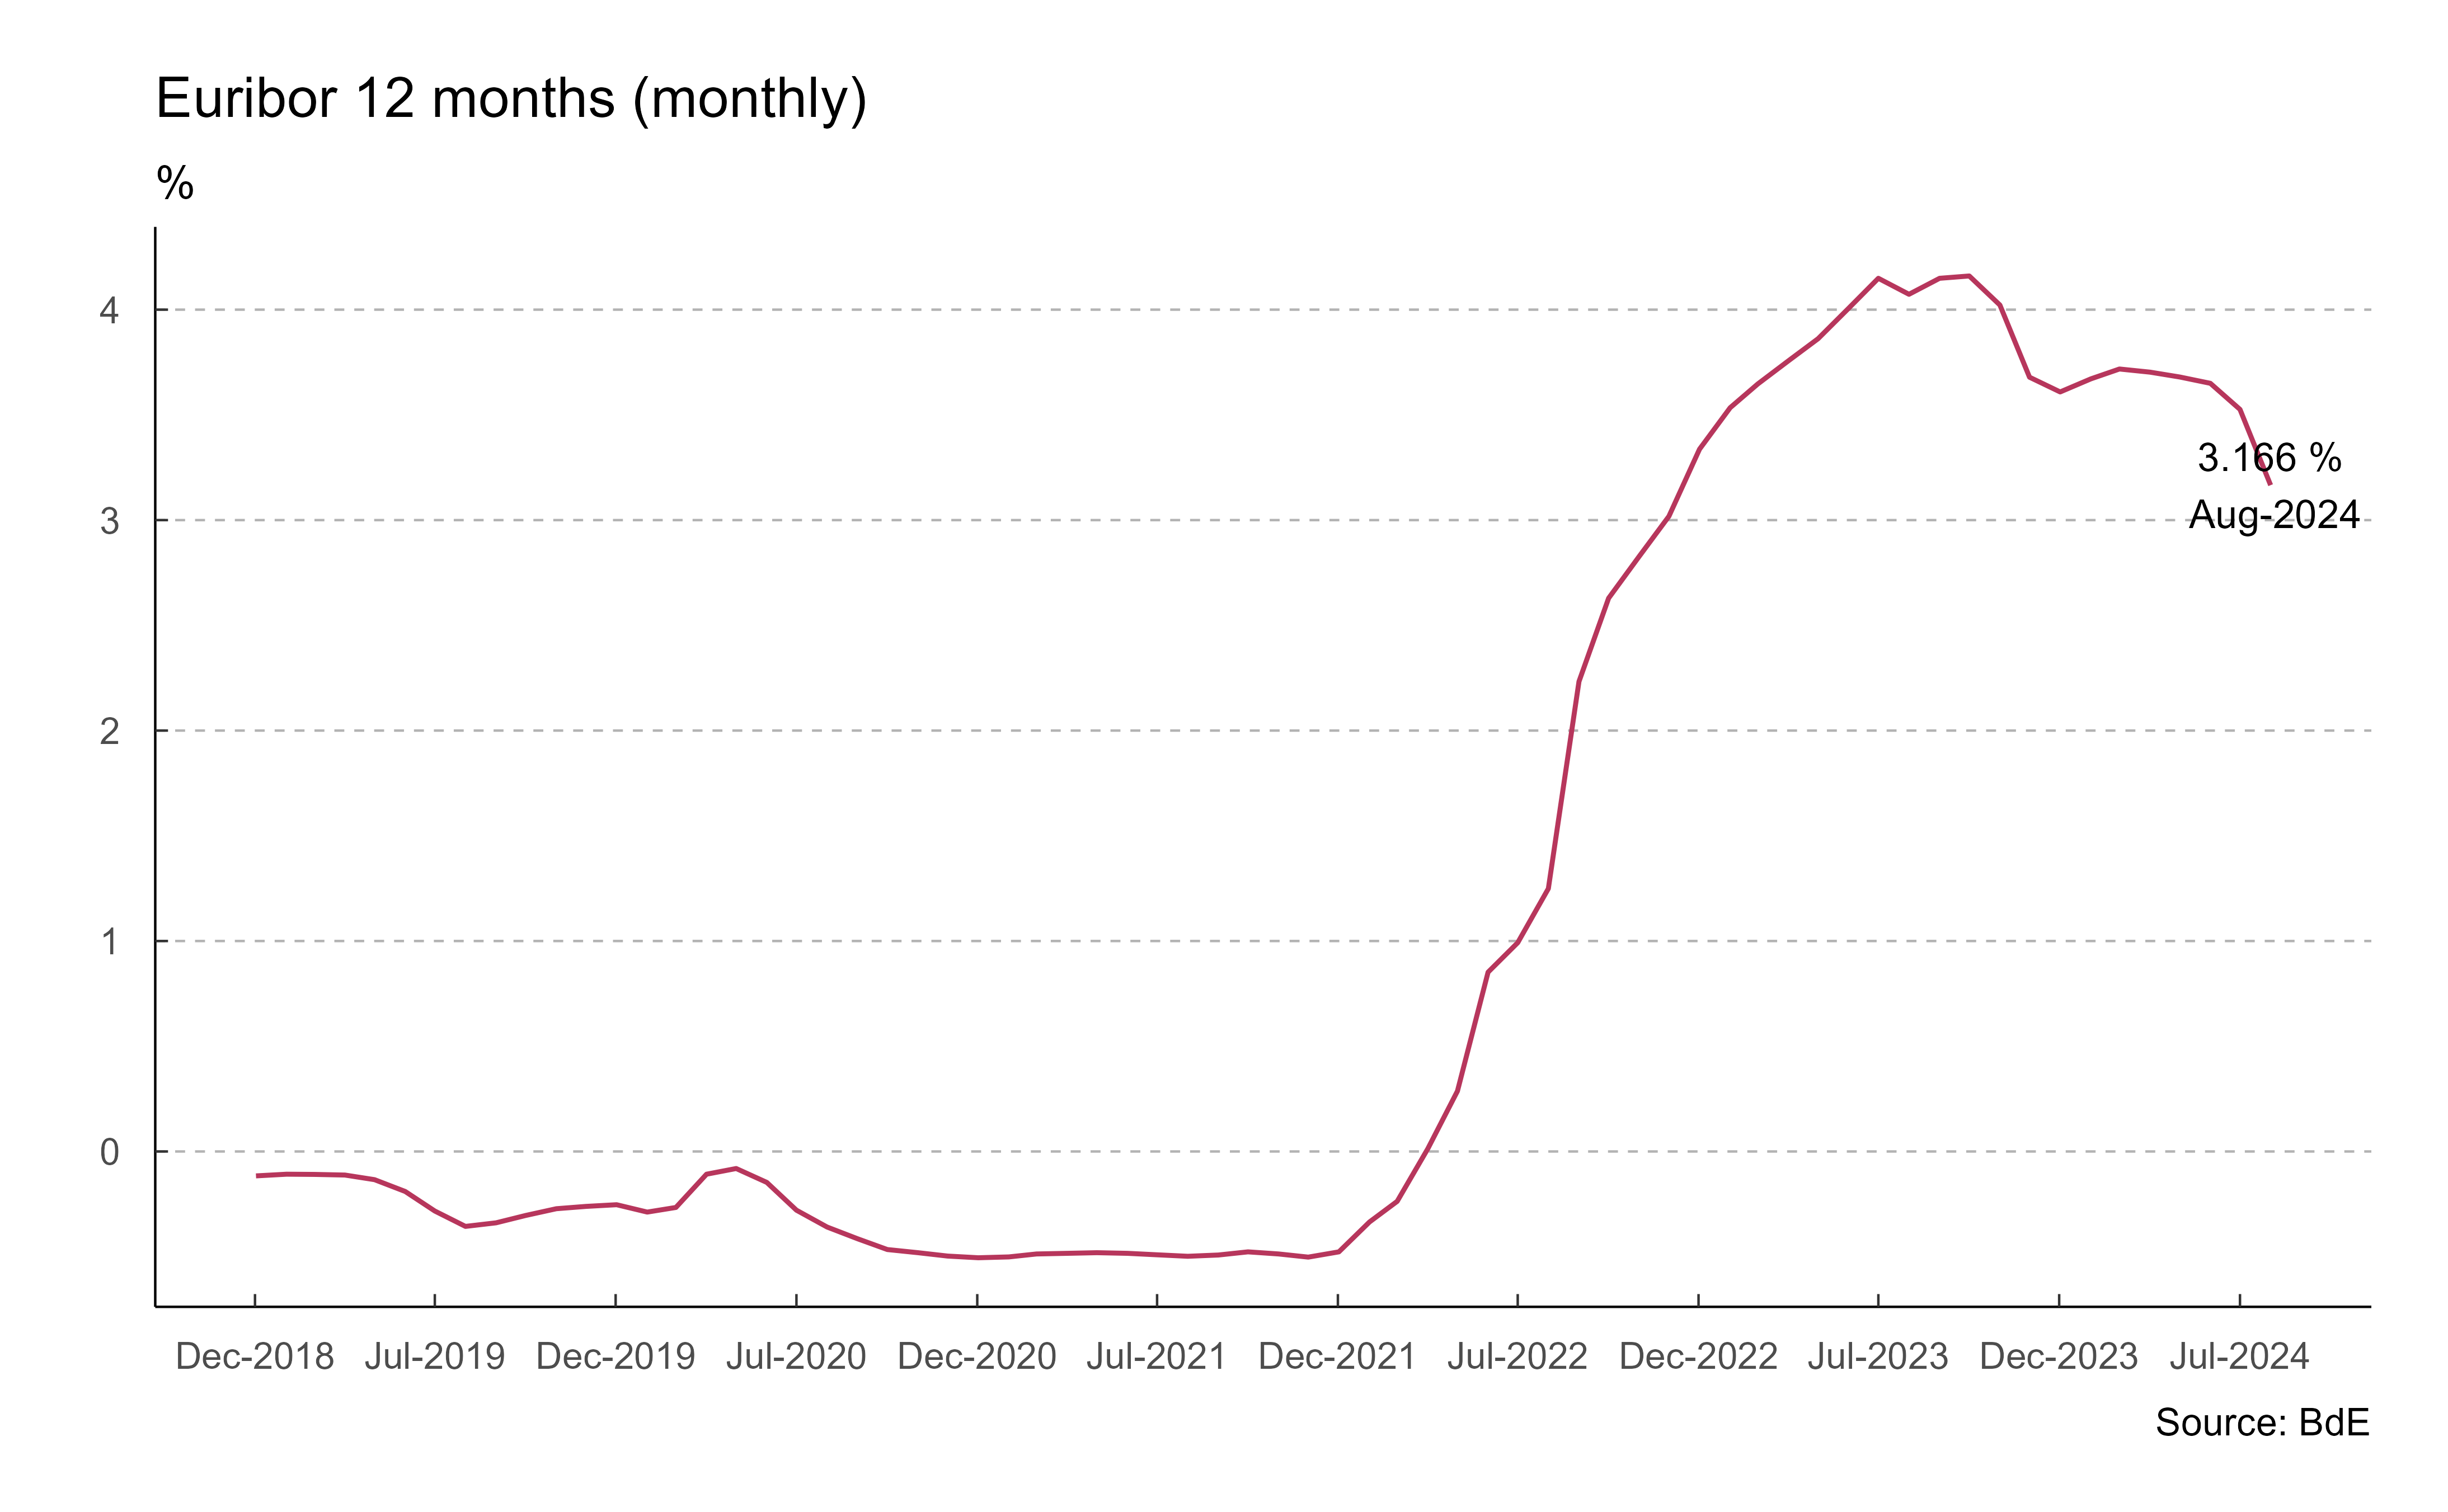 Euribor 12 months (monthly)
%
4
3
2
1
0
3.166 %
Aug-2024
Dec-2018 Jul-2019 Dec-2019 Jul-2020 Dec-2020 Jul-2021 Dec-2021 Jul-2022 Dec-2022 Jul-2023 Dec-2023 Jul-2024
Source: BdE